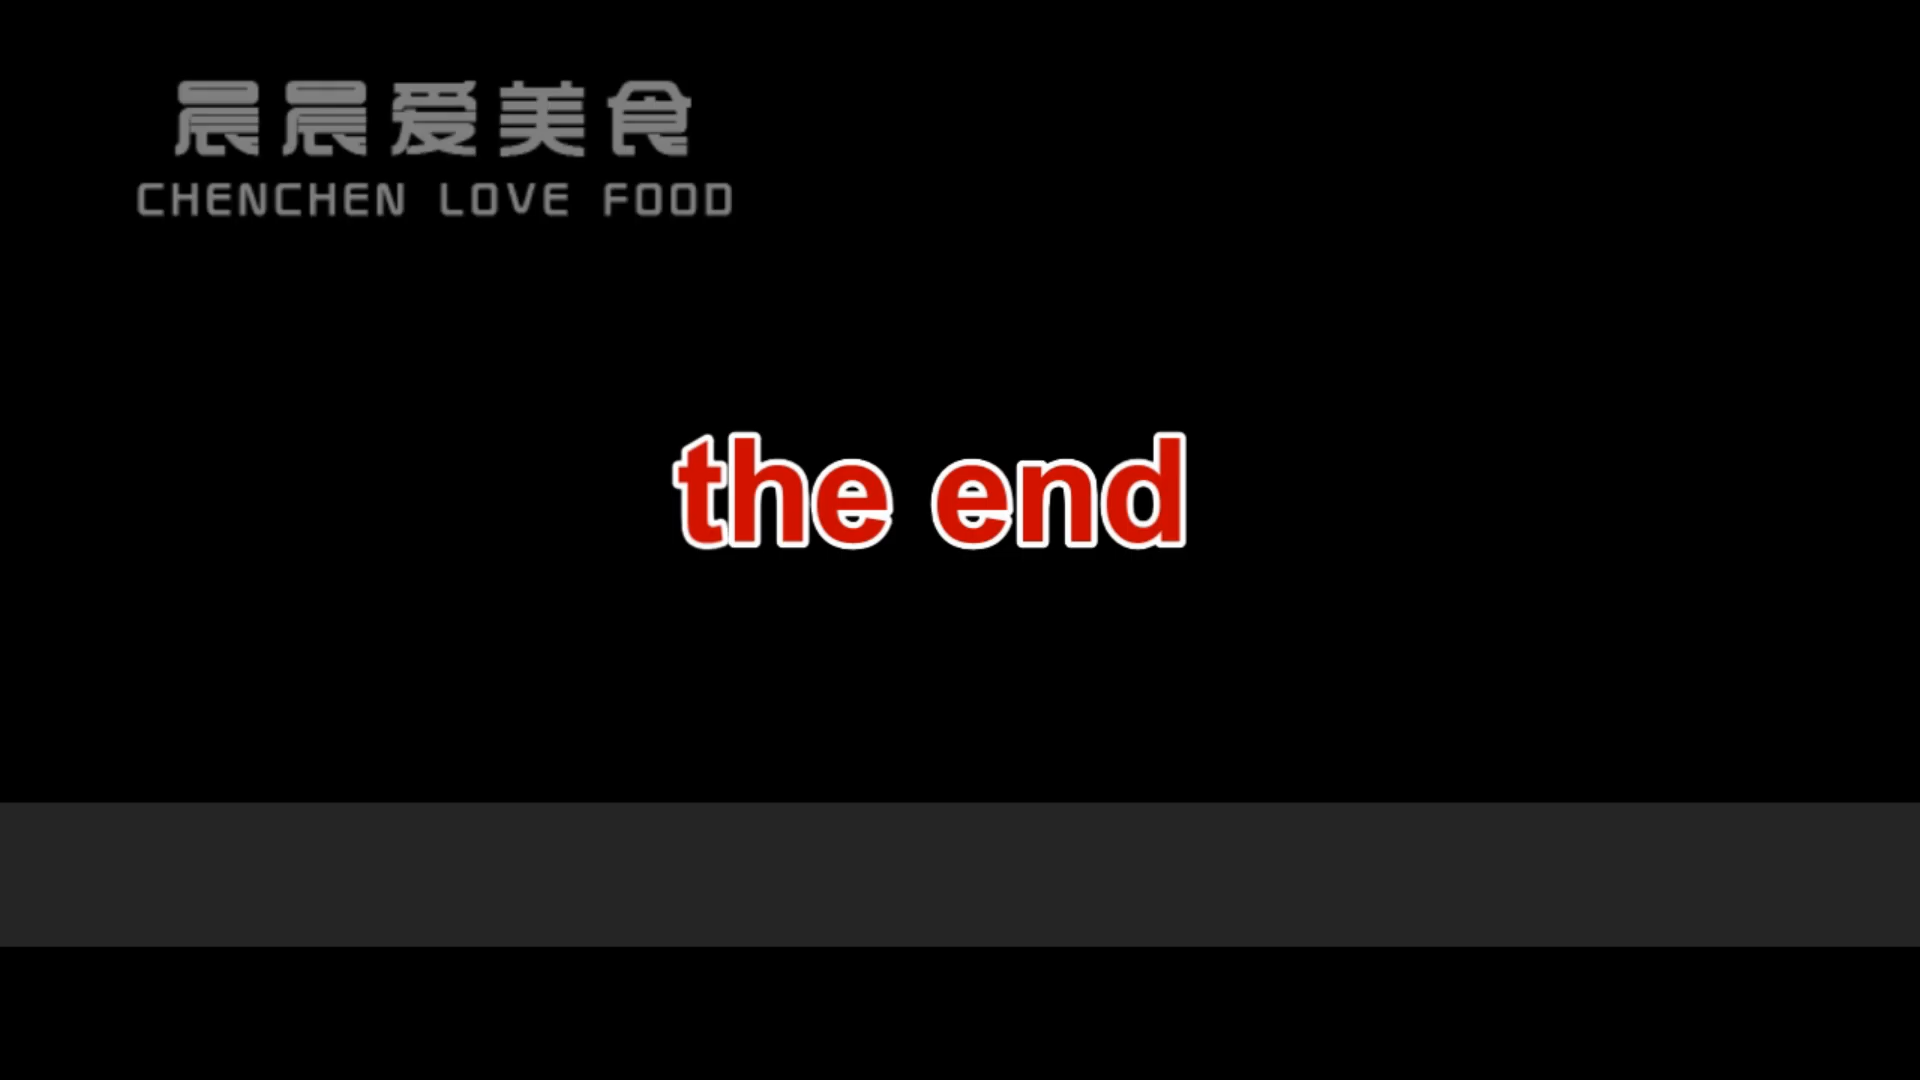 晨晨爱美食
CHENCHEN LOVE FOOD
the end